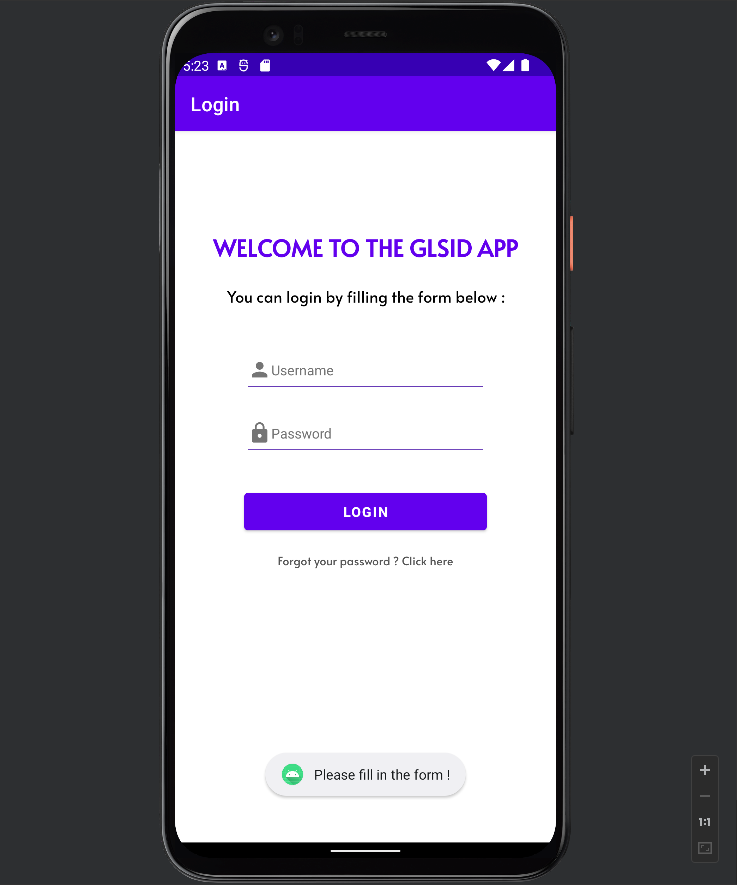 5:23
Login
WELCOME TO THE GLSID APP
You can login by filling the form below :
Username
Password
LOGIN
Forgot your password ? Click here
Please fill in the form !
1:1